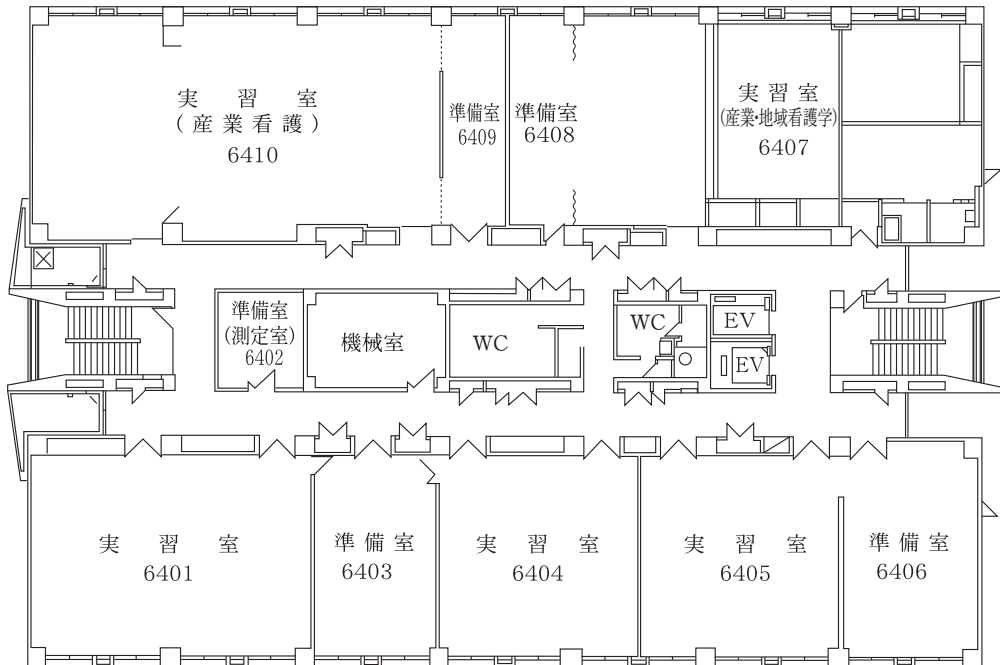 実習室
(産業看護)
6410
準備室
6409
準備室
6408
実習室
(産業・地域看護学)
6407
準備室
(測定室)
6402
機械室
WC
WC
EV
EV
実習室
6401
準備室
6403
実習室
6404
実習室
6405
準備室
6406